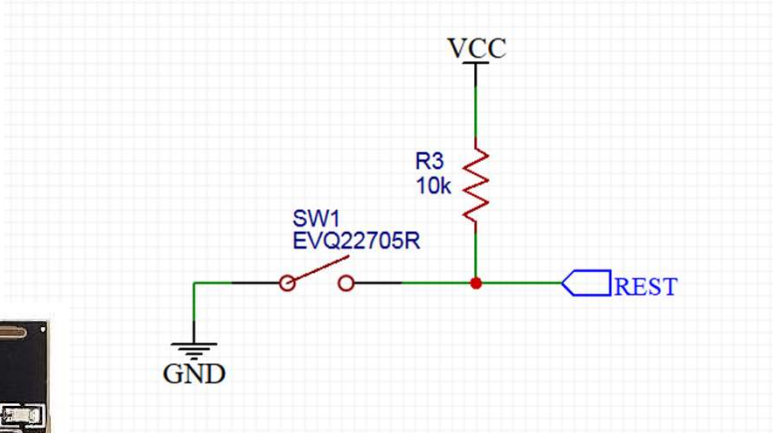 VCC
R3
10k
SW1
EVQ22705R
REST
GND